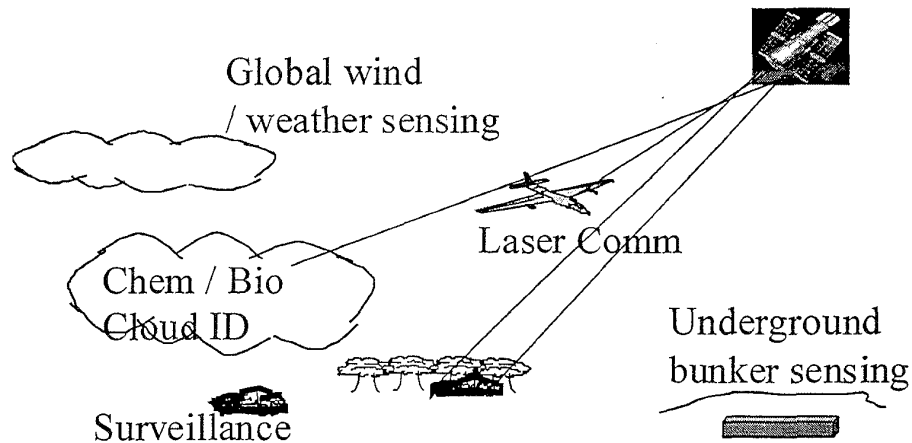 Global wind
/ weather sensing
Laser Comm
Chem / Bio
Cloud ID
Underground
bunker sensing
Surveillance